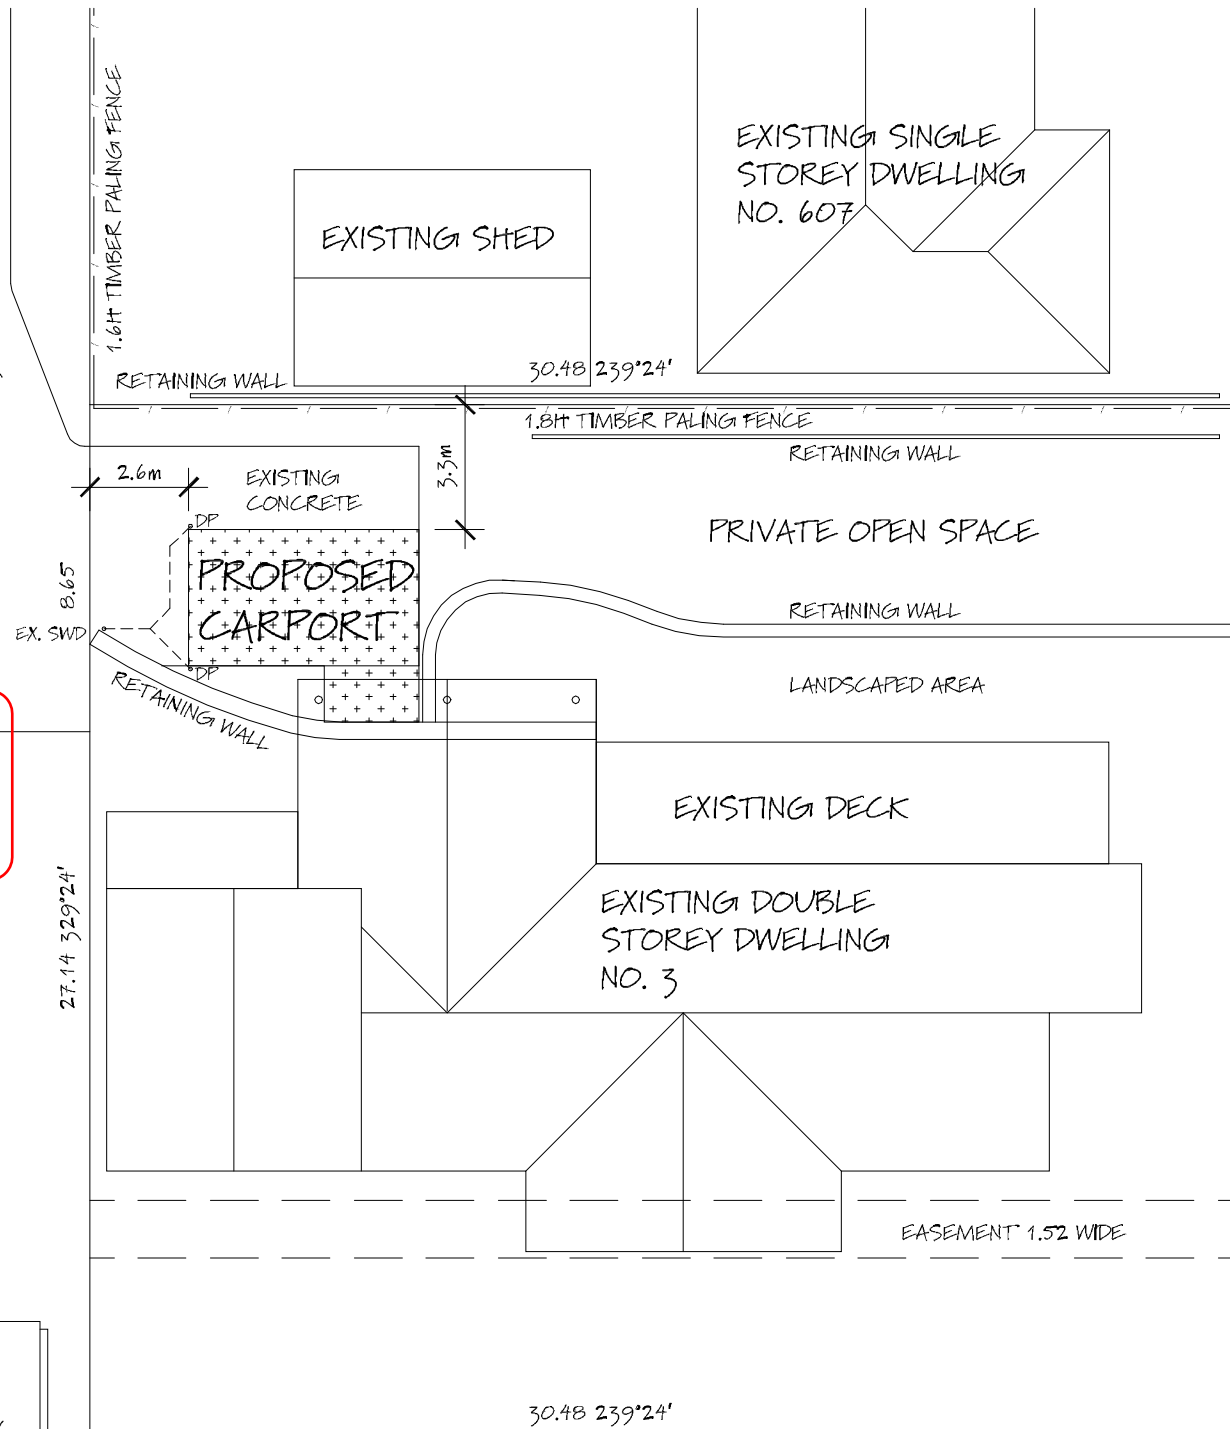 1.6H TIMBER PALING FENCE
EXISTING SINGLE
STOREY DWELLING
NO. 607
EXISTING SHED
30.48 239°24'
RETAINING WALL
1.8H TIMBER PALING FENCE
RETAINING WALL
2.6m
EXISTING
CONCRETE
3.3m
DP
PRIVATE OPEN SPACE
PROPOSED
CARPORT
8.65
RETAINING WALL
EX. SWD
DP
RETAINING WALL
LANDSCAPED AREA
EXISTING DECK
27.14 329°24'
EXISTING DOUBLE
STOREY DWELLING
NO. 3
EASEMENT 1.52 WIDE
30.48 239°24'